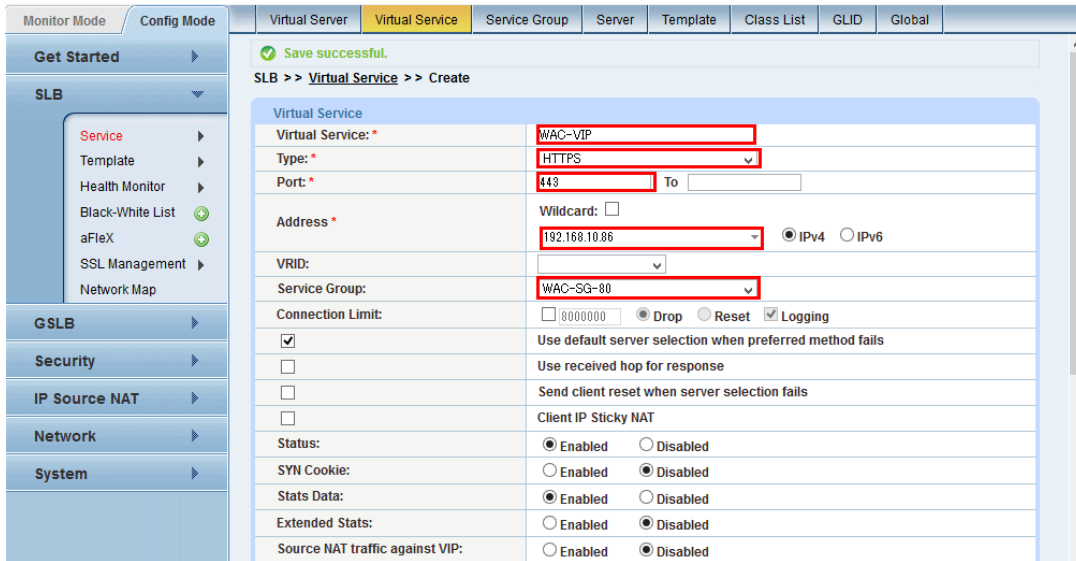 Monitor Mode Config Mode
Virtual Server Virtual Service Service Group Server Template Class List GLID Global
Get Started
SLB
Service
Template
Health Monitor
Black-White List
aFleX
SSL Management
Network Map
GSLB
Security
IP Source NAT
Network
System
Save successful.
SLB >> Virtual Service >> Create
Virtual Service
Virtual Service: * WAC-VIP
Type: * HTTPS
Port: * 443 To
Address * Wildcard:
192.168.10.86 IPv4 IPv6
VRID:
Service Group: WAC-SG-80
Connection Limit: 8000000 Drop Reset Logging
Use default server selection when preferred method fails
Use received hop for response
Send client reset when server selection fails
Client IP Sticky NAT
Status: Enabled Disabled
SYN Cookie: Enabled Disabled
Stats Data: Enabled Disabled
Extended Stats: Enabled Disabled
Source NAT traffic against VIP: Enabled Disabled